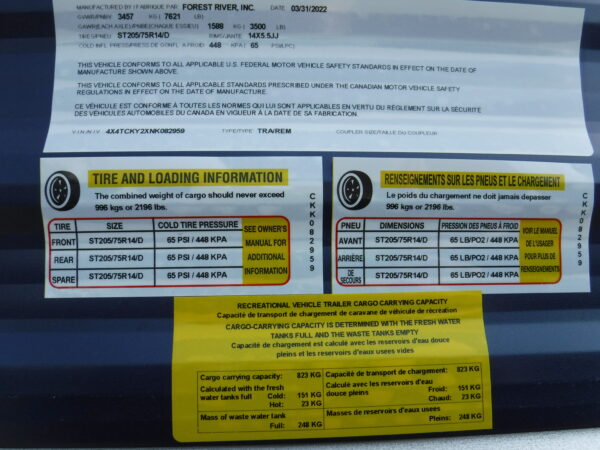 MANUFACTURED BY / FABRIQUÉ PAR: FOREST RIVER, INC. DATE 03/31/2022
GVWR/PNBV: 3457 KG ( 7621 LB)
GAWR(EACH AXLE)/PNBE(CHAQUE ESSIEU) 1588 KG ( 3500 LB)
TIRE/PNEU ST205/75R14/D RIMS/JANTE 14X5.5JJ
COLD INFL. PRESS/PRESS DE GONFL. À FROID: 448 KPA ( 65 PSI/LPC)
THIS VEHICLE CONFORMS TO ALL APPLICABLE U.S. FEDERAL MOTOR VEHICLE SAFETY STANDARDS IN EFFECT ON THE DATE OF
MANUFACTURE SHOWN ABOVE.
THIS VEHICLE CONFORMS TO ALL APPLICABLE STANDARDS PRESCRIBED UNDER THE CANADIAN MOTOR VEHICLE SAFETY
REGULATIONS IN EFFECT ON THE DATE OF MANUFACTURE.
CE VÉHICULE EST CONFORME À TOUTES LES NORMES QUI LUI SONT APPLICABLES EN VERTU DU RÈGLEMENT SUR LA SÉCURITÉ
DES VÉHICULES AUTOMOBILES DU CANADA EN VIGUEUR À LA DATE DE SA FABRICATION.
V.I.N./N.I.V. 4X4TCKY2XNK082959 TYPE/TYPE: TRA/REM COUPLER SIZE/TAILLE DU COUPLEUR
TIRE AND LOADING INFORMATION
The combined weight of cargo should never exceed
996 kgs or 2196 lbs.
TIRE SIZE COLD TIRE PRESSURE SEE OWNER'S MANUAL FOR ADDITIONAL INFORMATION
FRONT ST205/75R14/D 65 PSI / 448 KPA
REAR ST205/75R14/D 65 PSI / 448 KPA
SPARE ST205/75R14/D 65 PSI / 448 KPA
CKK082959
RENSEIGNEMENTS SUR LES PNEUS ET LE CHARGEMENT
Le poids du chargement ne doit jamais depasser
996 kgs or 2196 lbs.
PNEU DIMENSIONS PRESSION DES PNEUS À FROID VOIR LE MANUEL DE L'USAGER POUR PLUS DE RENSEIGNEMENTS
AVANT ST205/75R14/D 65 LB/PO2 / 448 KPA
ARRIÈRE ST205/75R14/D 65 LB/PO2 / 448 KPA
DE SECOURS ST205/75R14/D 65 LB/PO2 / 448 KPA
CKK082959
RECREATIONAL VEHICLE TRAILER CARGO CARRYING CAPACITY
Capacité de transport de chargement de caravane de véhicule de récréation
CARGO-CARRYING CAPACITY IS DETERMINED WITH THE FRESH WATER
TANKS FULL AND THE WASTE TANKS EMPTY
Capacité de chargement est calculé avec les reservoirs d'eau douce
pleins et les reservoirs d'eaux usées vides
Cargo carrying capacity: 823 KG
Calculated with the fresh
water tanks full Cold: 151 KG
Hot: 23 KG
Mass of waste water tank
Full: 248 KG
Capacité de transport de chargement: 823 KG
Calculé avec les reservoirs d'eau
douce pleins Froid: 151 KG
Chaud: 23 KG
Masses de reservoirs d'eaux usées
Pleins: 248 KG